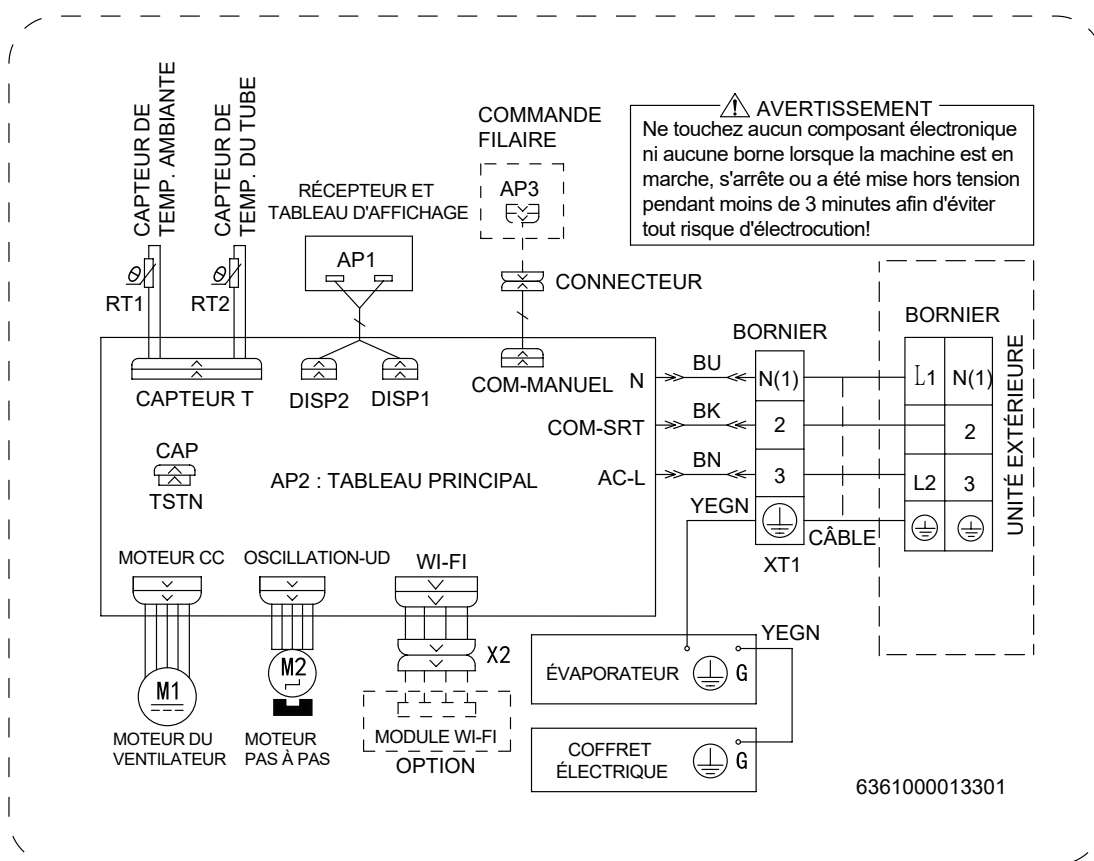 CAPTEUR DE
TEMP. AMBIANTE
CAPTEUR DE
TEMP. DU TUBE
RT1
RT2
RÉCEPTEUR ET
TABLEAU D'AFFICHAGE
AP1
COMMANDE
FILAIRE
AP3
CONNECTEUR
AVERTISSEMENT
Ne touchez aucun composant électronique
ni aucune borne lorsque la machine est en
marche, s'arrête ou a été mise hors tension
pendant moins de 3 minutes afin d'éviter
tout risque d'électrocution!
CAPTEUR T
DISP2
DISP1
COM-MANUEL
N
COM-SRT
AC-L
CAP
TSTN
AP2 : TABLEAU PRINCIPAL
MOTEUR CC
OSCILLATION-UD
WI-FI
BU
BK
BN
YEGN
BORNIER
N(1)
2
3
XT1
CÂBLE
BORNIER
L1
N(1)
2
L2
3
UNITÉ EXTÉRIEURE
M1
MOTEUR DU
VENTILATEUR
M2
MOTEUR
PAS À PAS
X2
MODULE WI-FI
OPTION
YEGN
ÉVAPORATEUR
G
COFFRET
ÉLECTRIQUE
G
6361000013301